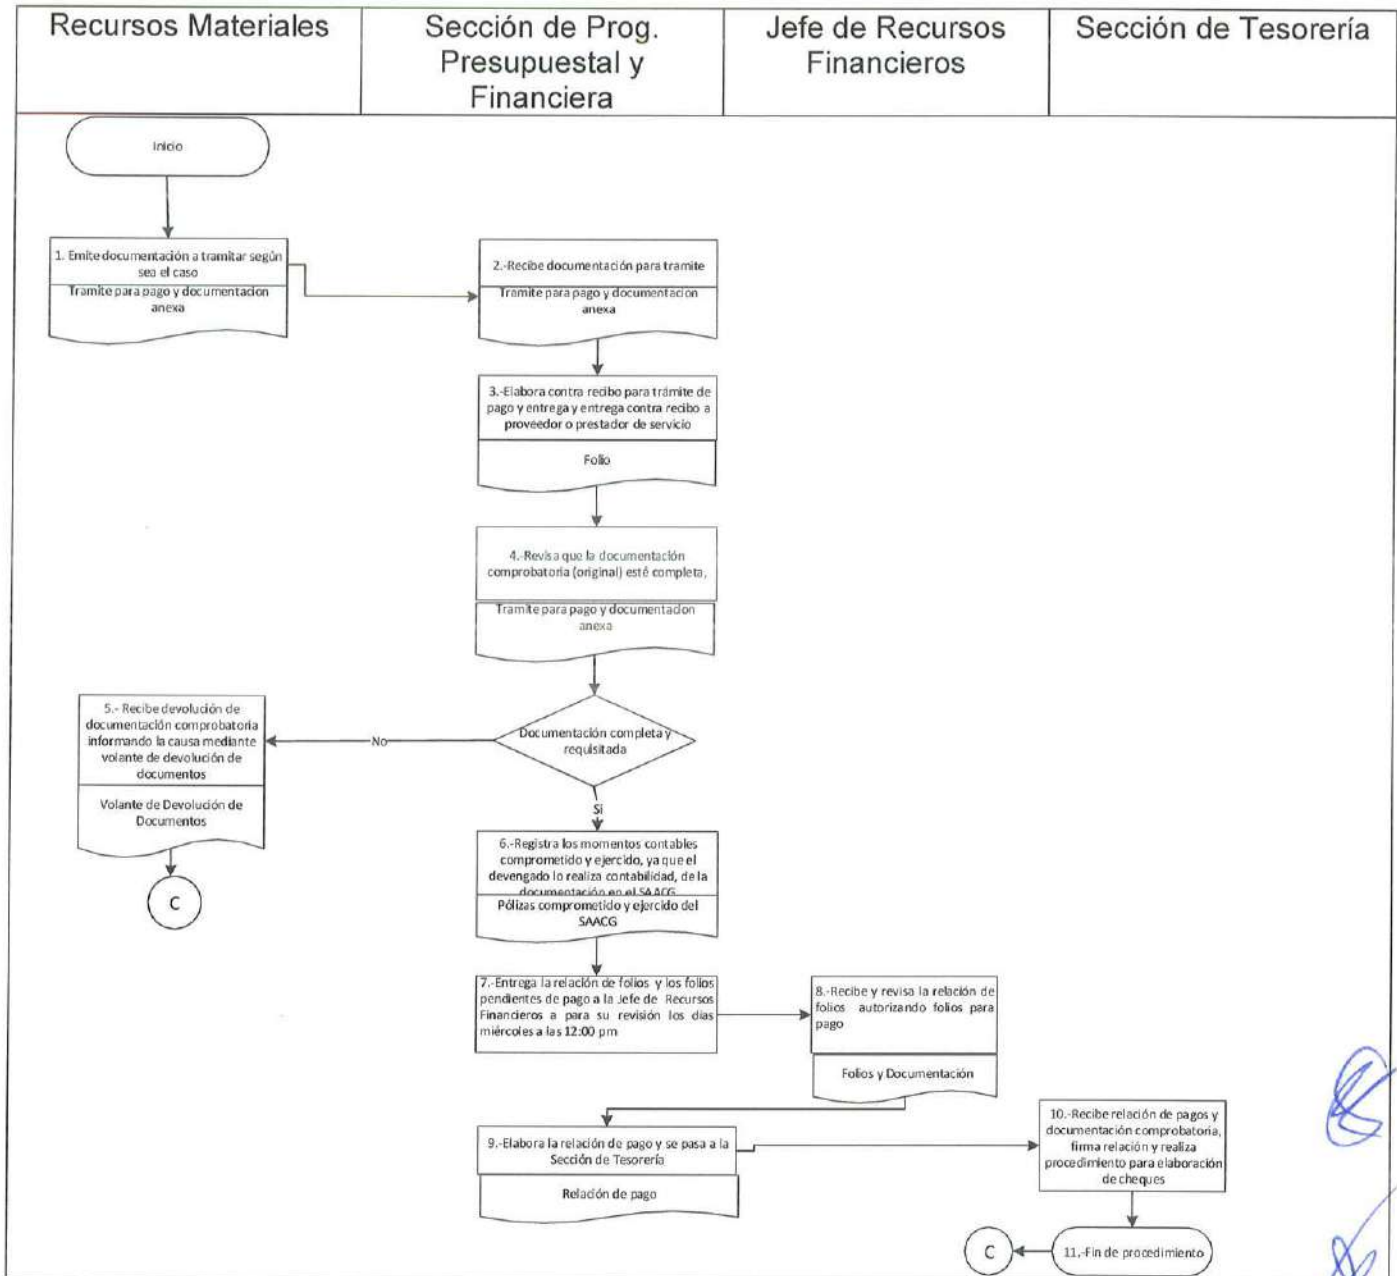 Recursos Materiales
Sección de Prog.
Presupuestal y
Financiera
Jefe de Recursos
Financieros
Sección de Tesorería
Inicio
1. Emite documentación a tramitar según
sea el caso
Tramite para pago y documentacion
anexa
2.-Recibe documentación para tramite
Tramite para pago y documentacion
anexa
3.-Elabora contra recibo para trámite de
pago y entrega y entrega contra recibo a
proveedor o prestador de servicio
Folio
4.-Revisa que la documentación
comprobatoria (original) esté completa,
Tramite para pago y documentacion
anexa
Documentación completa y
requisitada
No
5.- Recibe devolución de
documentación comprobatoria
informando la causa mediante
volante de devolución de
documentos
Volante de Devolución de
Documentos
C
Si
6.-Registra los momentos contables
comprometido y ejercido, ya que el
devengado lo realiza contabilidad, de la
documentación en el SAACG
Pólizas comprometido y ejercido del
SAACG
7.-Entrega la relación de folios y los folios
pendientes de pago a la Jefe de Recursos
Financieros a para su revisión los días
miércoles a las 12:00 pm
8.-Recibe y revisa la relación de
folios autorizando folios para
pago
Folios y Documentación
9.-Elabora la relación de pago y se pasa a la
Sección de Tesorería
Relación de pago
10.-Recibe relación de pagos y
documentación comprobatoria,
firma relación y realiza
procedimiento para elaboración
de cheques
11.-Fin de procedimiento
C